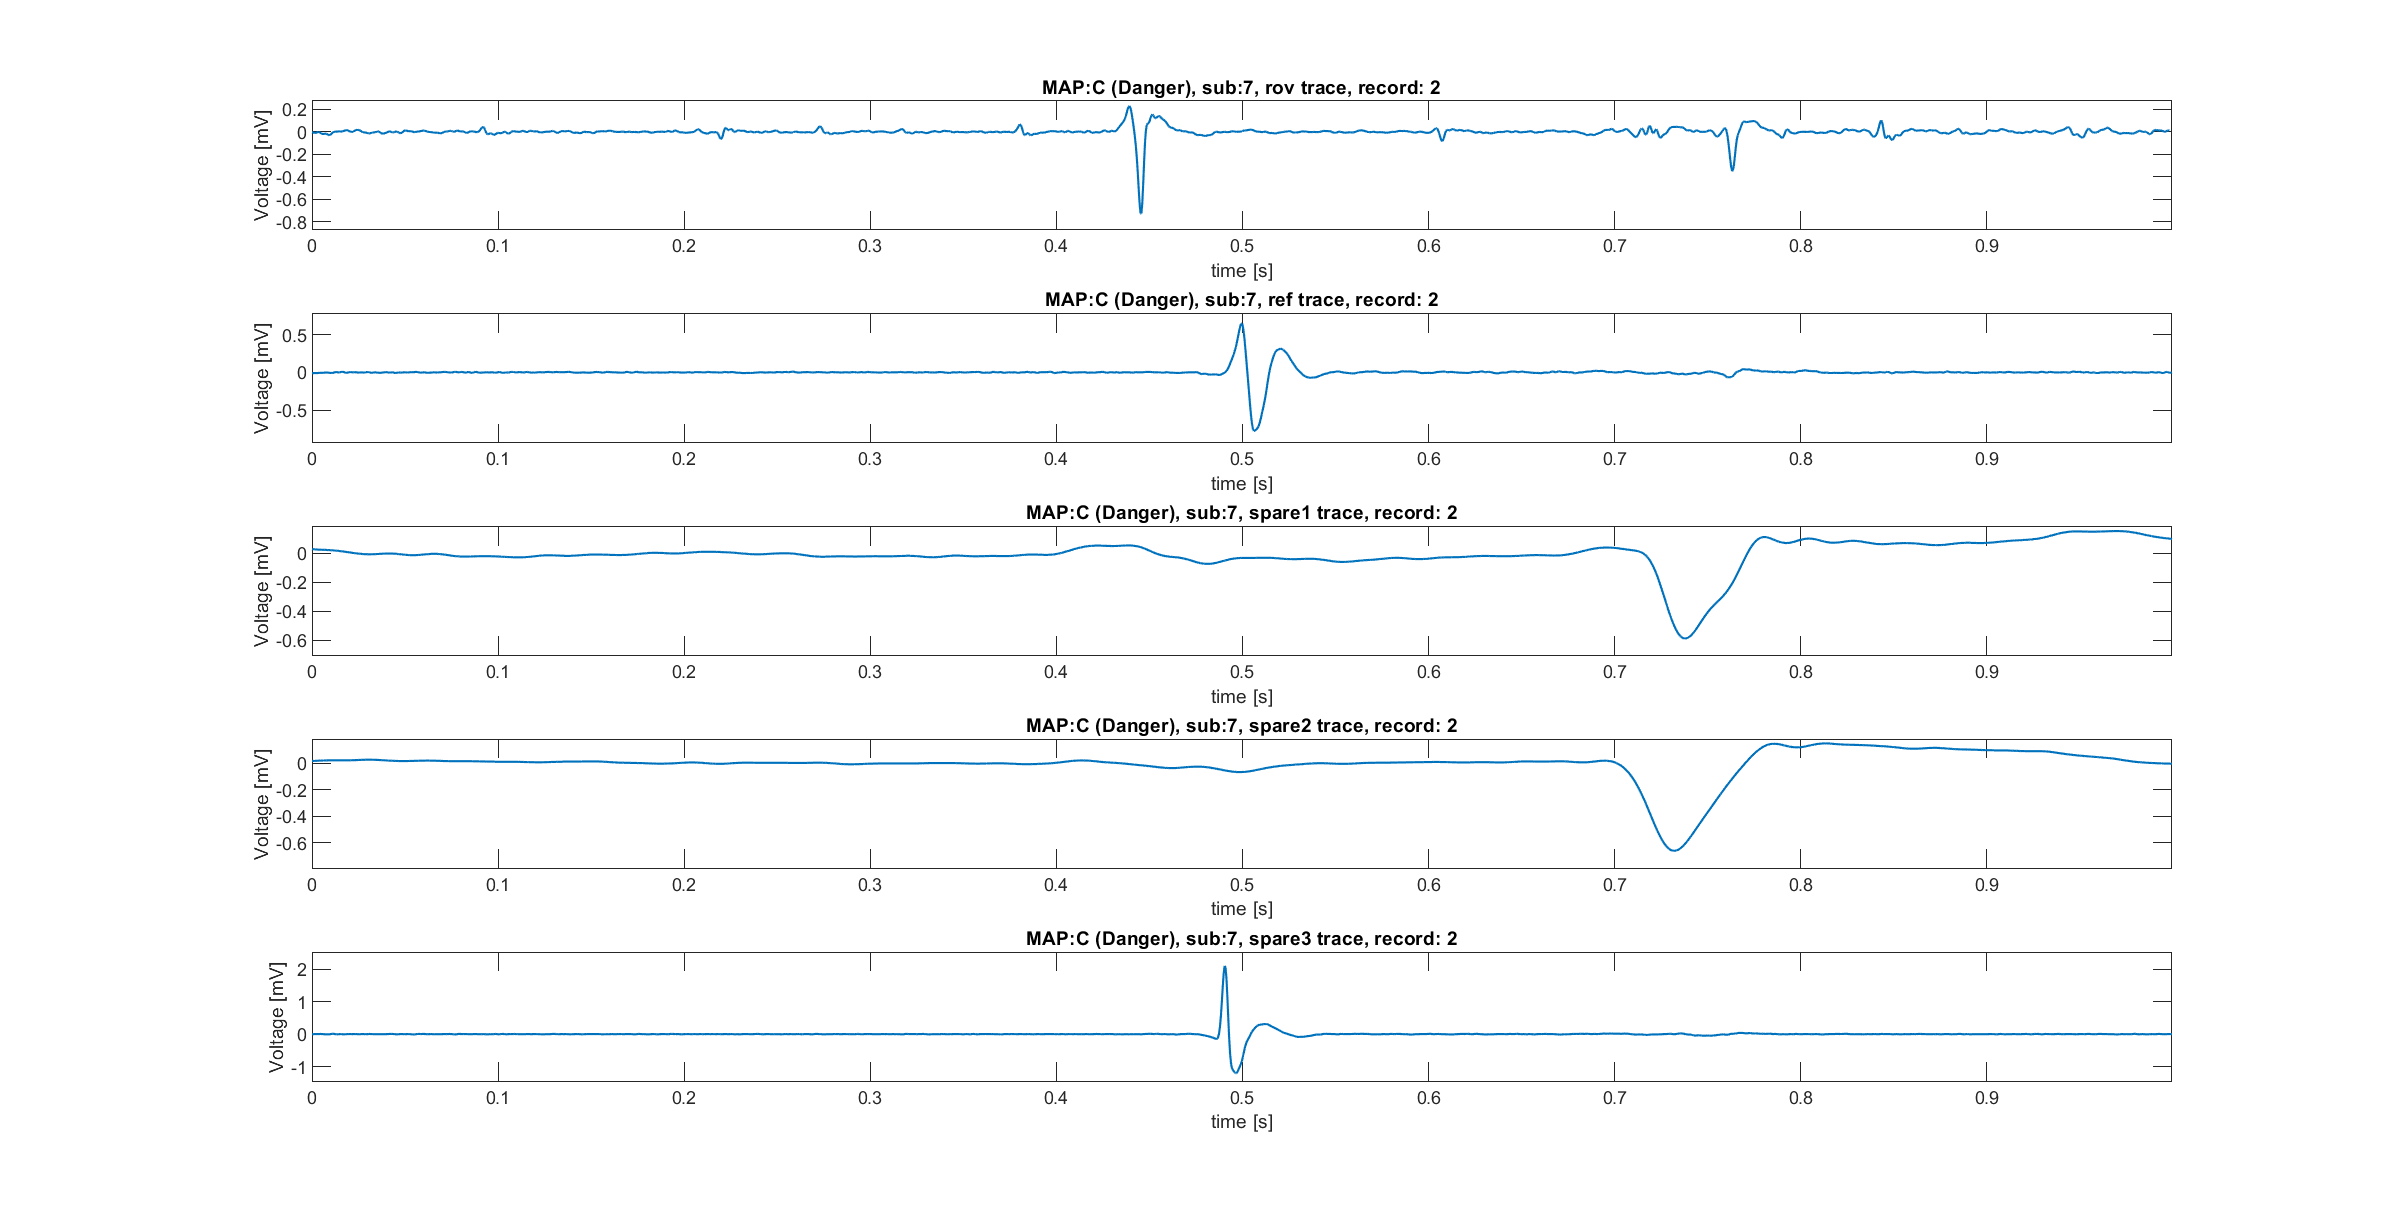 MAP:C (Danger), sub:7, rov trace, record: 2
Voltage [mV]
0.2
0
-0.2
-0.4
-0.6
-0.8
0 0.1 0.2 0.3 0.4 0.5 0.6 0.7 0.8 0.9
time [s]
MAP:C (Danger), sub:7, ref trace, record: 2
Voltage [mV]
0.5
0
-0.5
0 0.1 0.2 0.3 0.4 0.5 0.6 0.7 0.8 0.9
time [s]
MAP:C (Danger), sub:7, spare1 trace, record: 2
Voltage [mV]
0
-0.2
-0.4
-0.6
0 0.1 0.2 0.3 0.4 0.5 0.6 0.7 0.8 0.9
time [s]
MAP:C (Danger), sub:7, spare2 trace, record: 2
Voltage [mV]
0
-0.2
-0.4
-0.6
0 0.1 0.2 0.3 0.4 0.5 0.6 0.7 0.8 0.9
time [s]
MAP:C (Danger), sub:7, spare3 trace, record: 2
Voltage [mV]
2
1
0
-1
0 0.1 0.2 0.3 0.4 0.5 0.6 0.7 0.8 0.9
time [s]